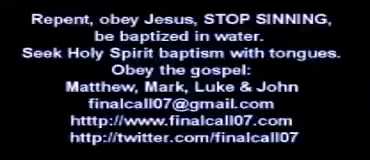 Repent, obey Jesus, STOP SINNING,
be baptized in water.
Seek Holy Spirit baptism with tongues.
Obey the gospel:
Matthew, Mark, Luke & John
finalcall07@gmail.com
htttp://www.finalcall07.com
http://twitter.com/finalcall07